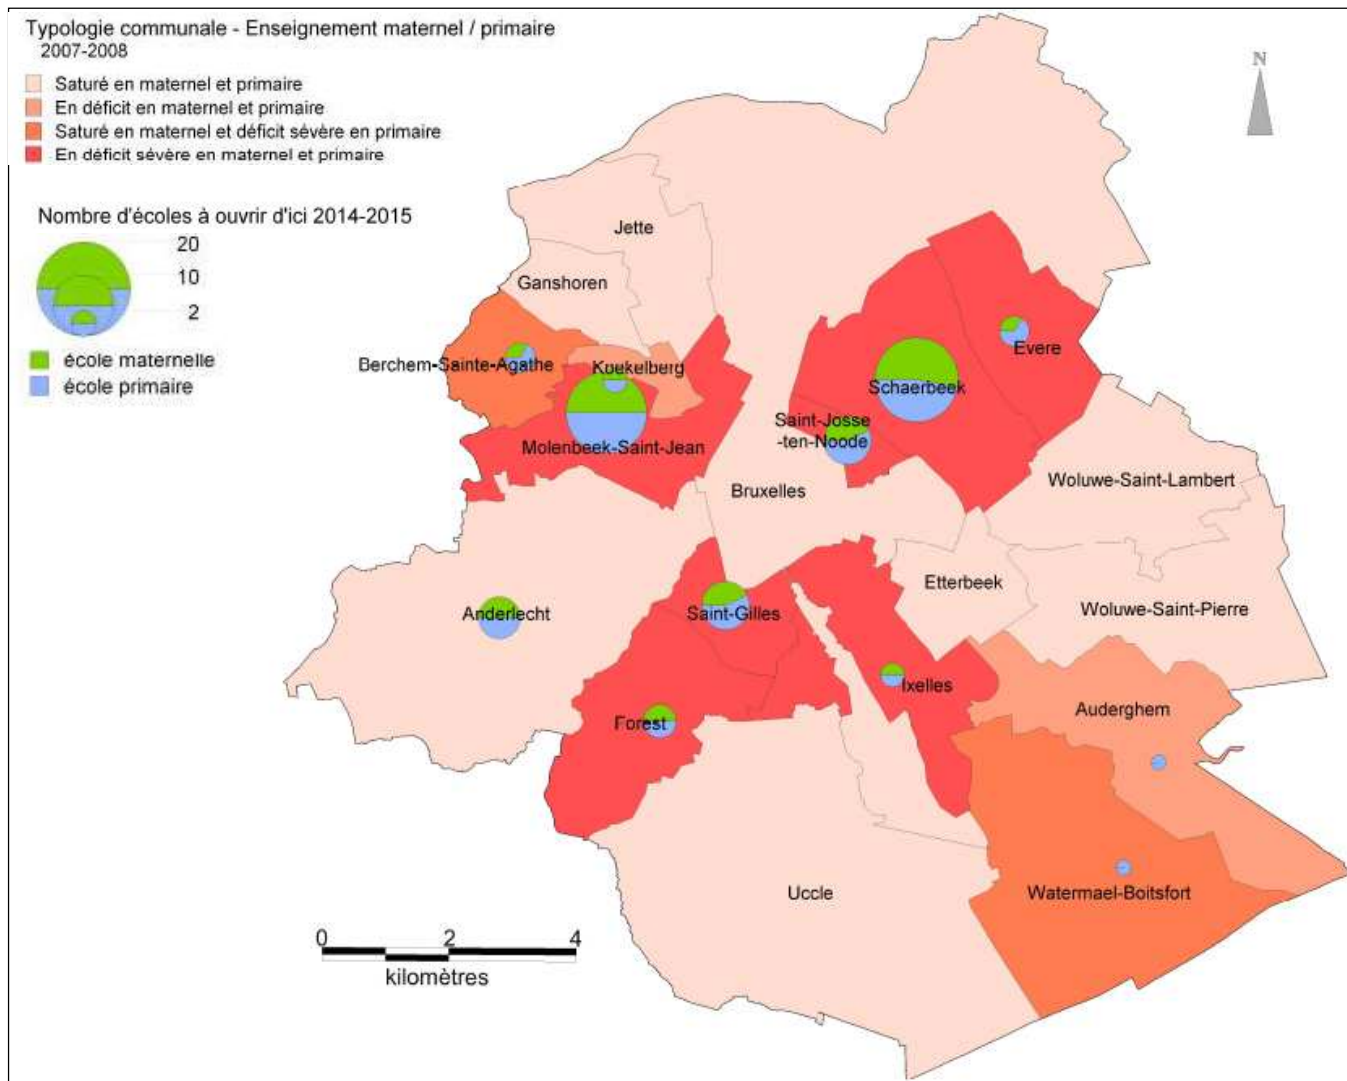 Typologie communale - Enseignement maternel / primaire
2007-2008
Saturé en maternel et primaire
En déficit en maternel et primaire
Saturé en maternel et déficit sévère en primaire
En déficit sévère en maternel et primaire
Nombre d'écoles à ouvrir d'ici 2014-2015
20
10
2
école maternelle
école primaire
N
Jette
Ganshoren
Berchem-Sainte-Agathe
Koekelberg
Evere
Schaerbeek
Saint-Josse
-ten-Noode
Molenbeek-Saint-Jean
Bruxelles
Woluwe-Saint-Lambert
Etterbeek
Woluwe-Saint-Pierre
Anderlecht
Saint-Gilles
Ixelles
Forest
Auderghem
Uccle
Watermael-Boitsfort
0 2 4
kilomètres